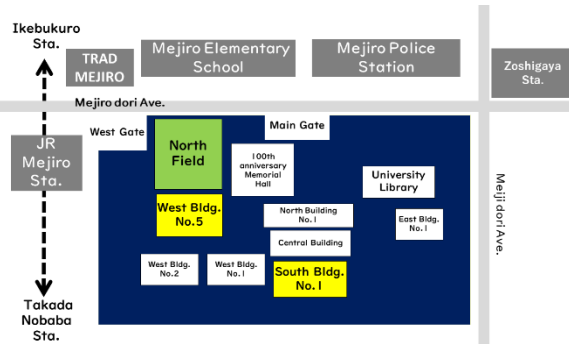 Ikebukuro
Sta.
TRAD
MEJIRO
Mejiro Elementary
School
Mejiro Police
Station
Zoshigaya
Sta.
Mejiro dori Ave.
West Gate
Main Gate
JR
Mejiro
Sta.
North
Field
100th
anniversary
Memorial
Hall
University
Library
West Bldg.
No.5
North Building
No.1
East Bldg.
No.1
Central Building
West Bldg.
No.2
West Bldg.
No.1
South Bldg.
No.1
Meiji dori Ave.
Takada
Nobaba
Sta.